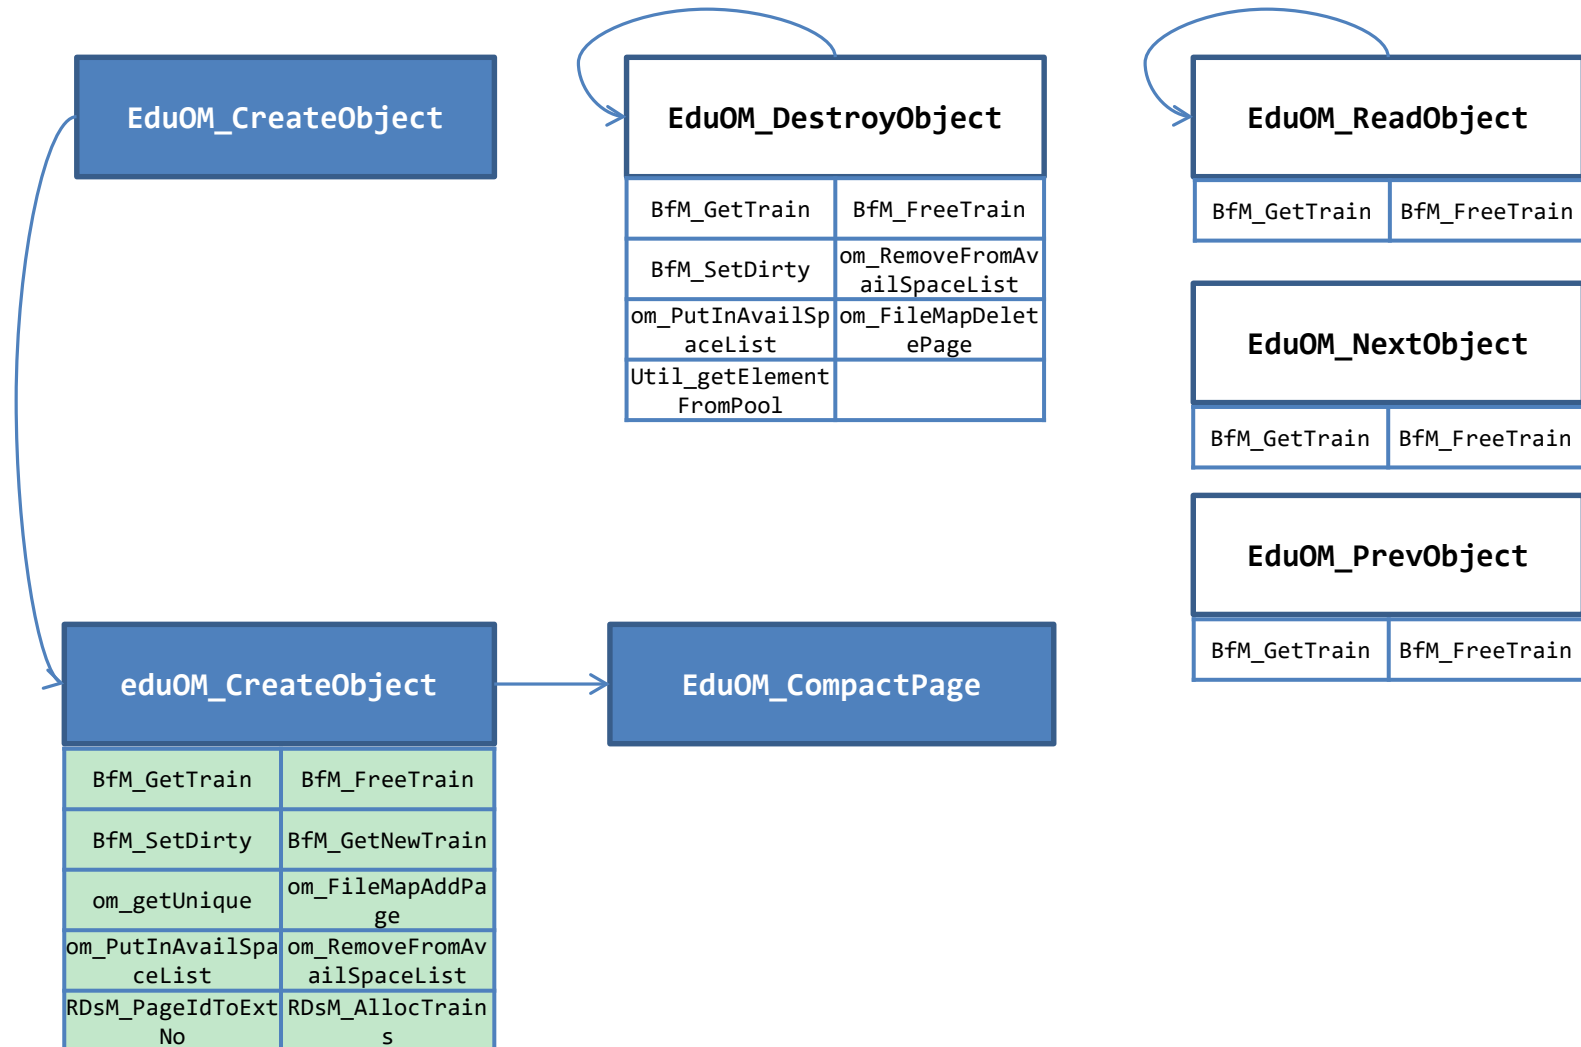 EduOM_CreateObject
EduOM_DestroyObject
EduOM_ReadObject
BfM_GetTrain
BfM_FreeTrain
BfM_SetDirty
om_RemoveFromAv
ailSpaceList
om_PutInAvailSp
aceList
om_FileMapDelet
ePage
Util_getElement
FromPool
BfM_GetTrain
BfM_FreeTrain
EduOM_NextObject
BfM_GetTrain
BfM_FreeTrain
EduOM_PrevObject
BfM_GetTrain
BfM_FreeTrain
eduOM_CreateObject
EduOM_CompactPage
BfM_GetTrain
BfM_FreeTrain
BfM_SetDirty
BfM_GetNewTrain
om_getUnique
om_FileMapAddPa
ge
om_PutInAvailSpa
ceList
om_RemoveFromAv
ailSpaceList
RDsM_PageIdToExt
No
RDsM_AllocTrain
s